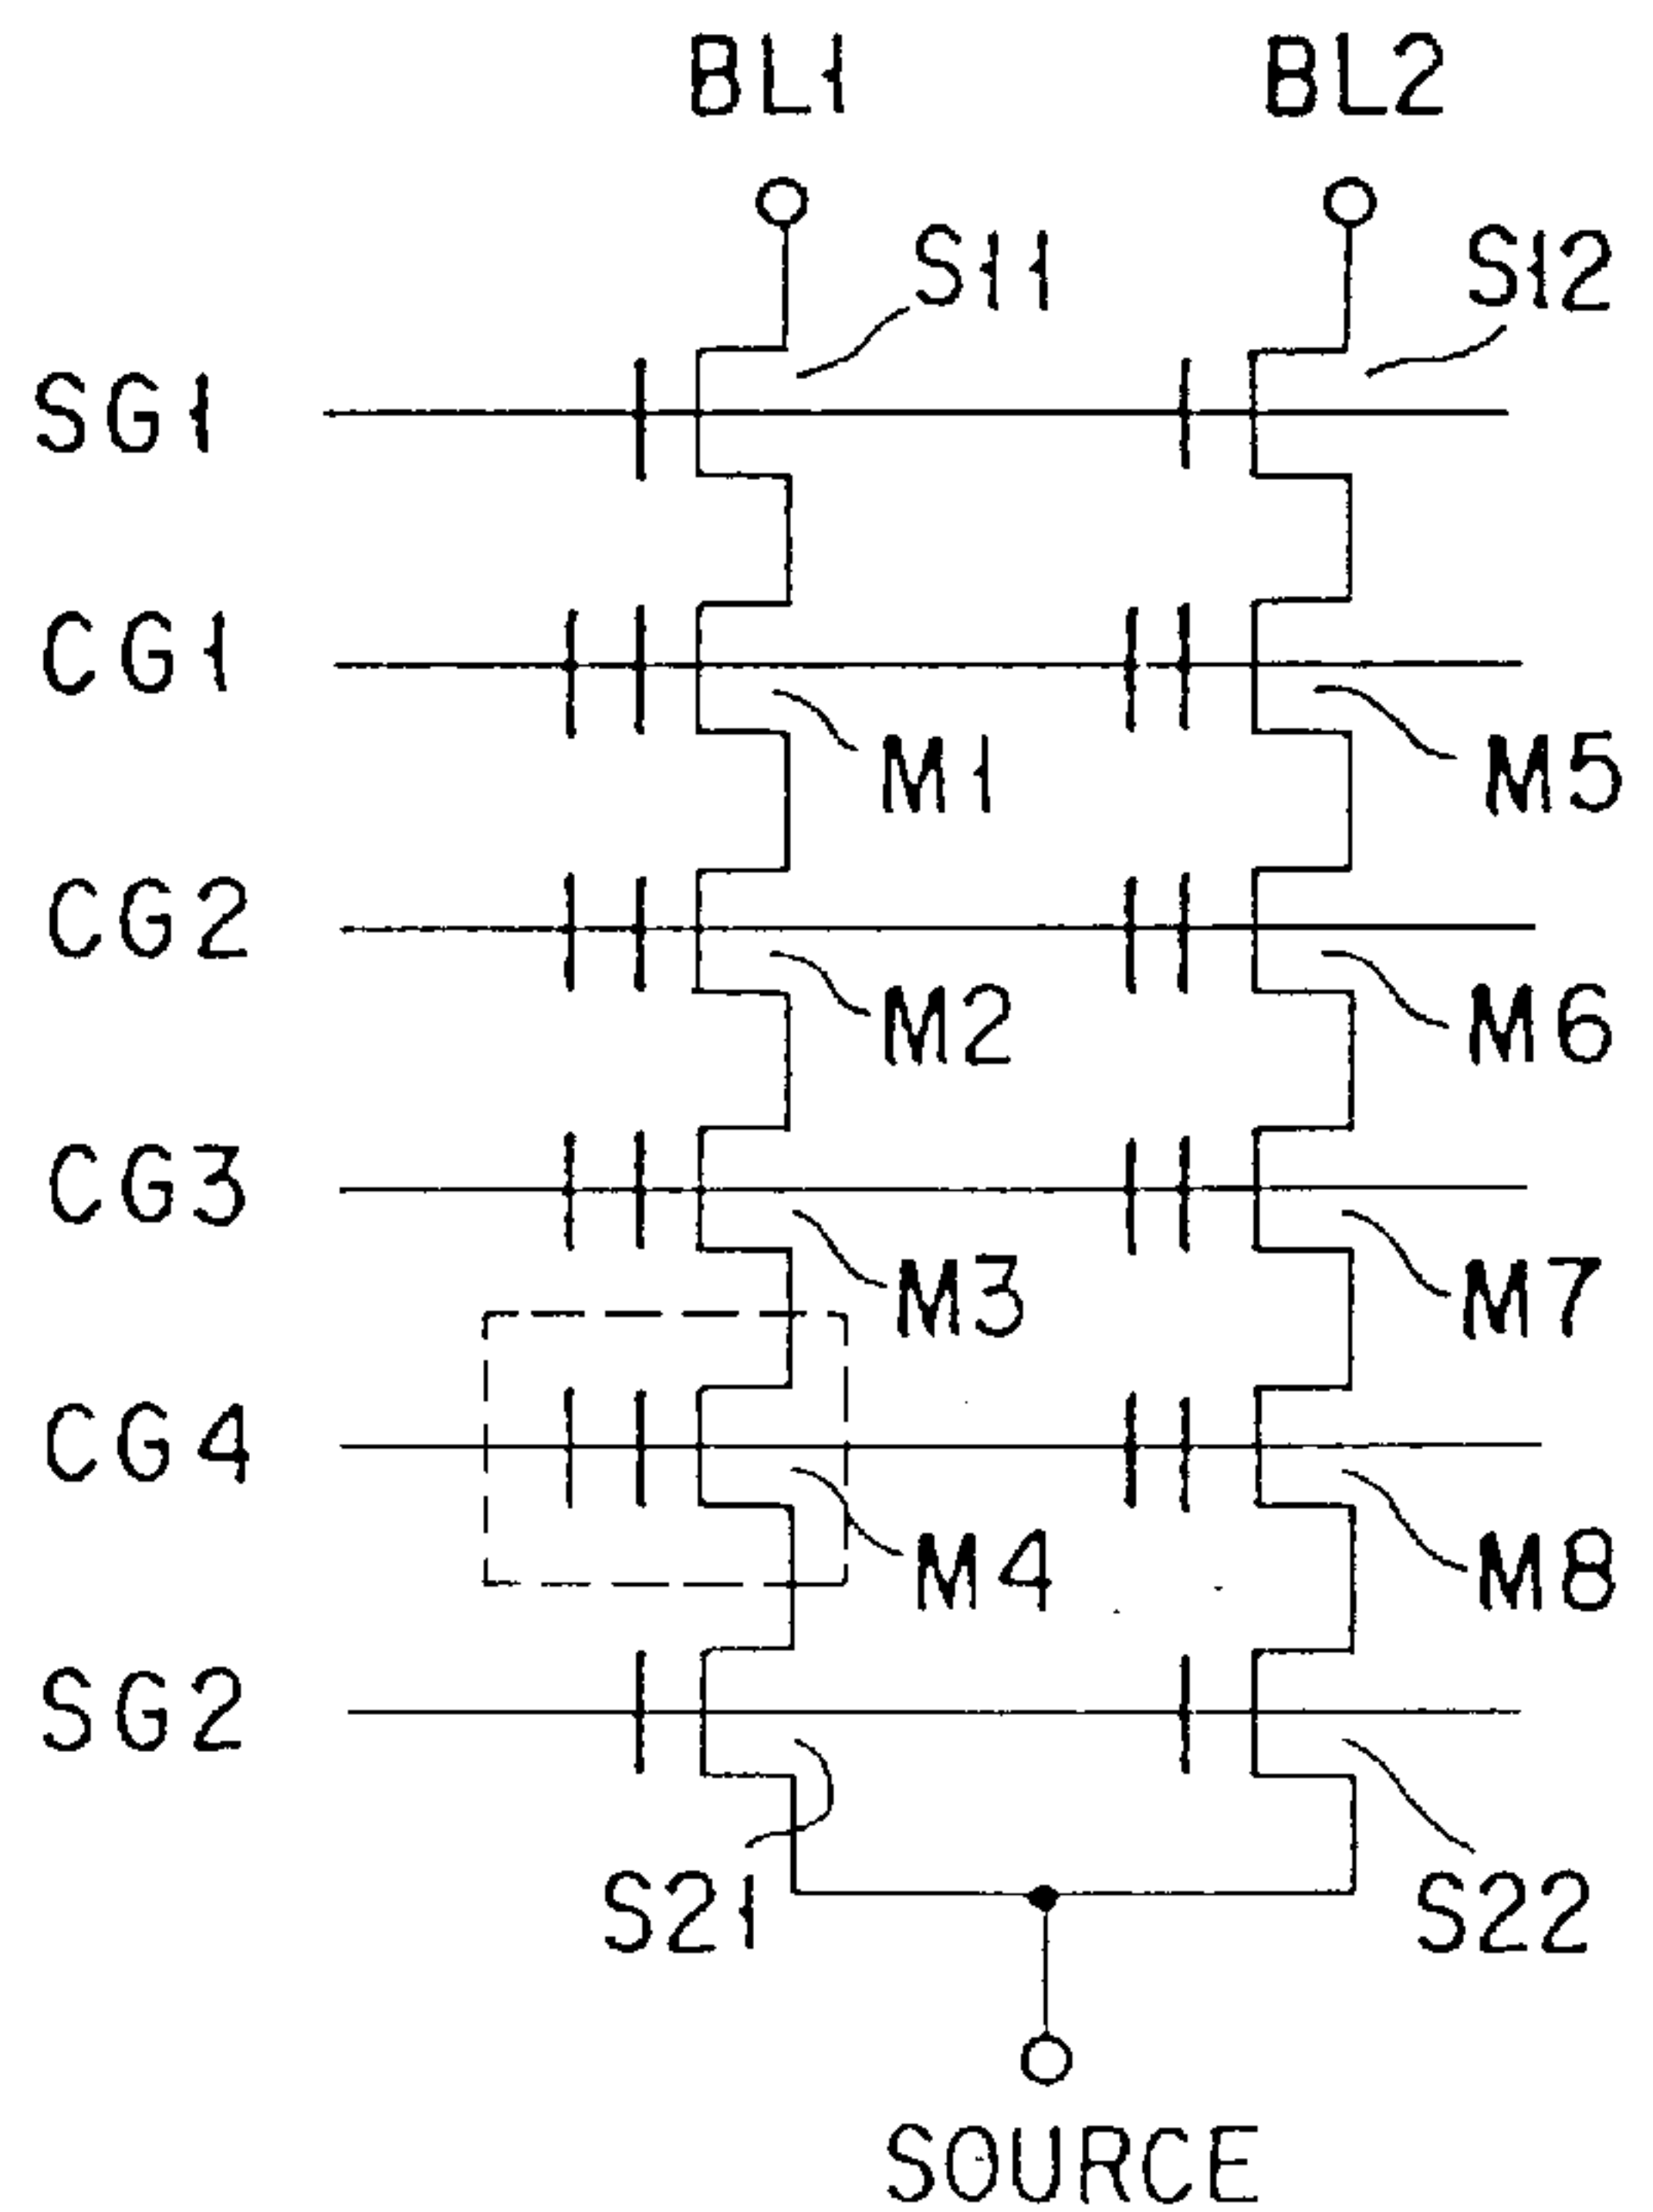 BL1 BL2
S11 S12
SG1
CG1
M1 M5
CG2
M2 M6
CG3
M3 M7
CG4
M4 M8
SG2
S21 S22
SOURCE